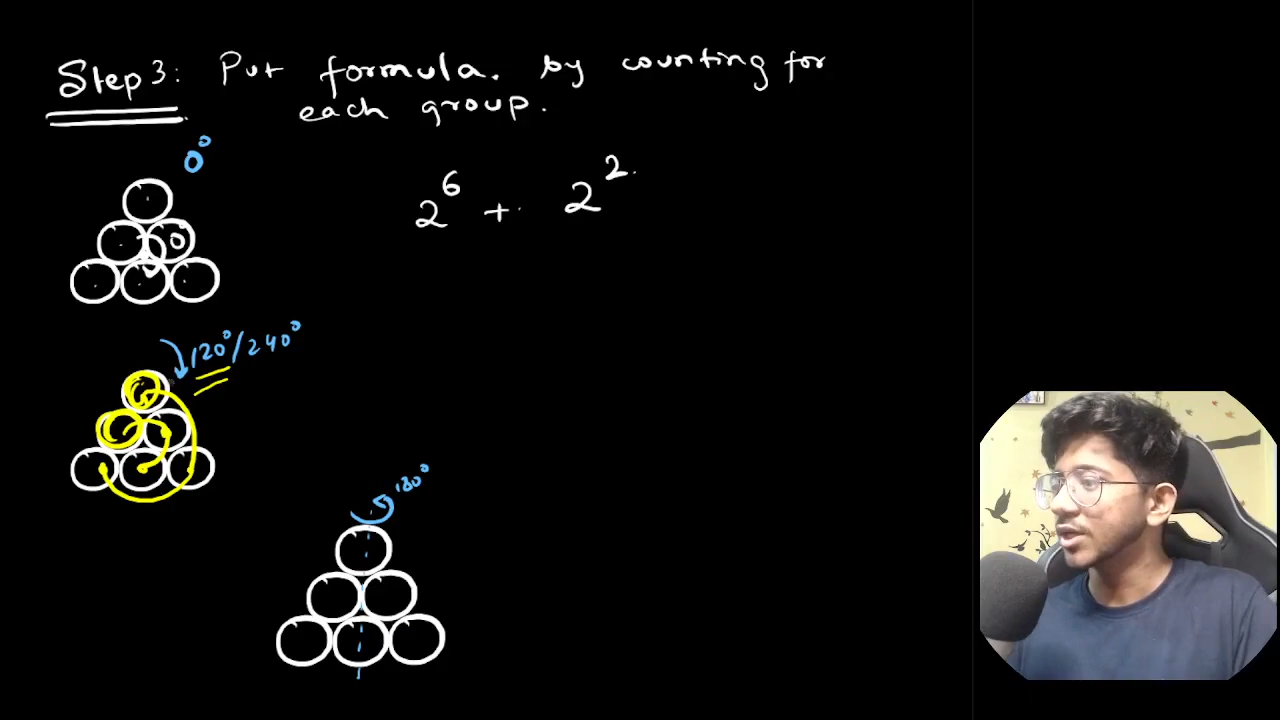 Step 3: Put formula. by counting for
each group.
0°
2^6 + 2^2
120°/240°
180°